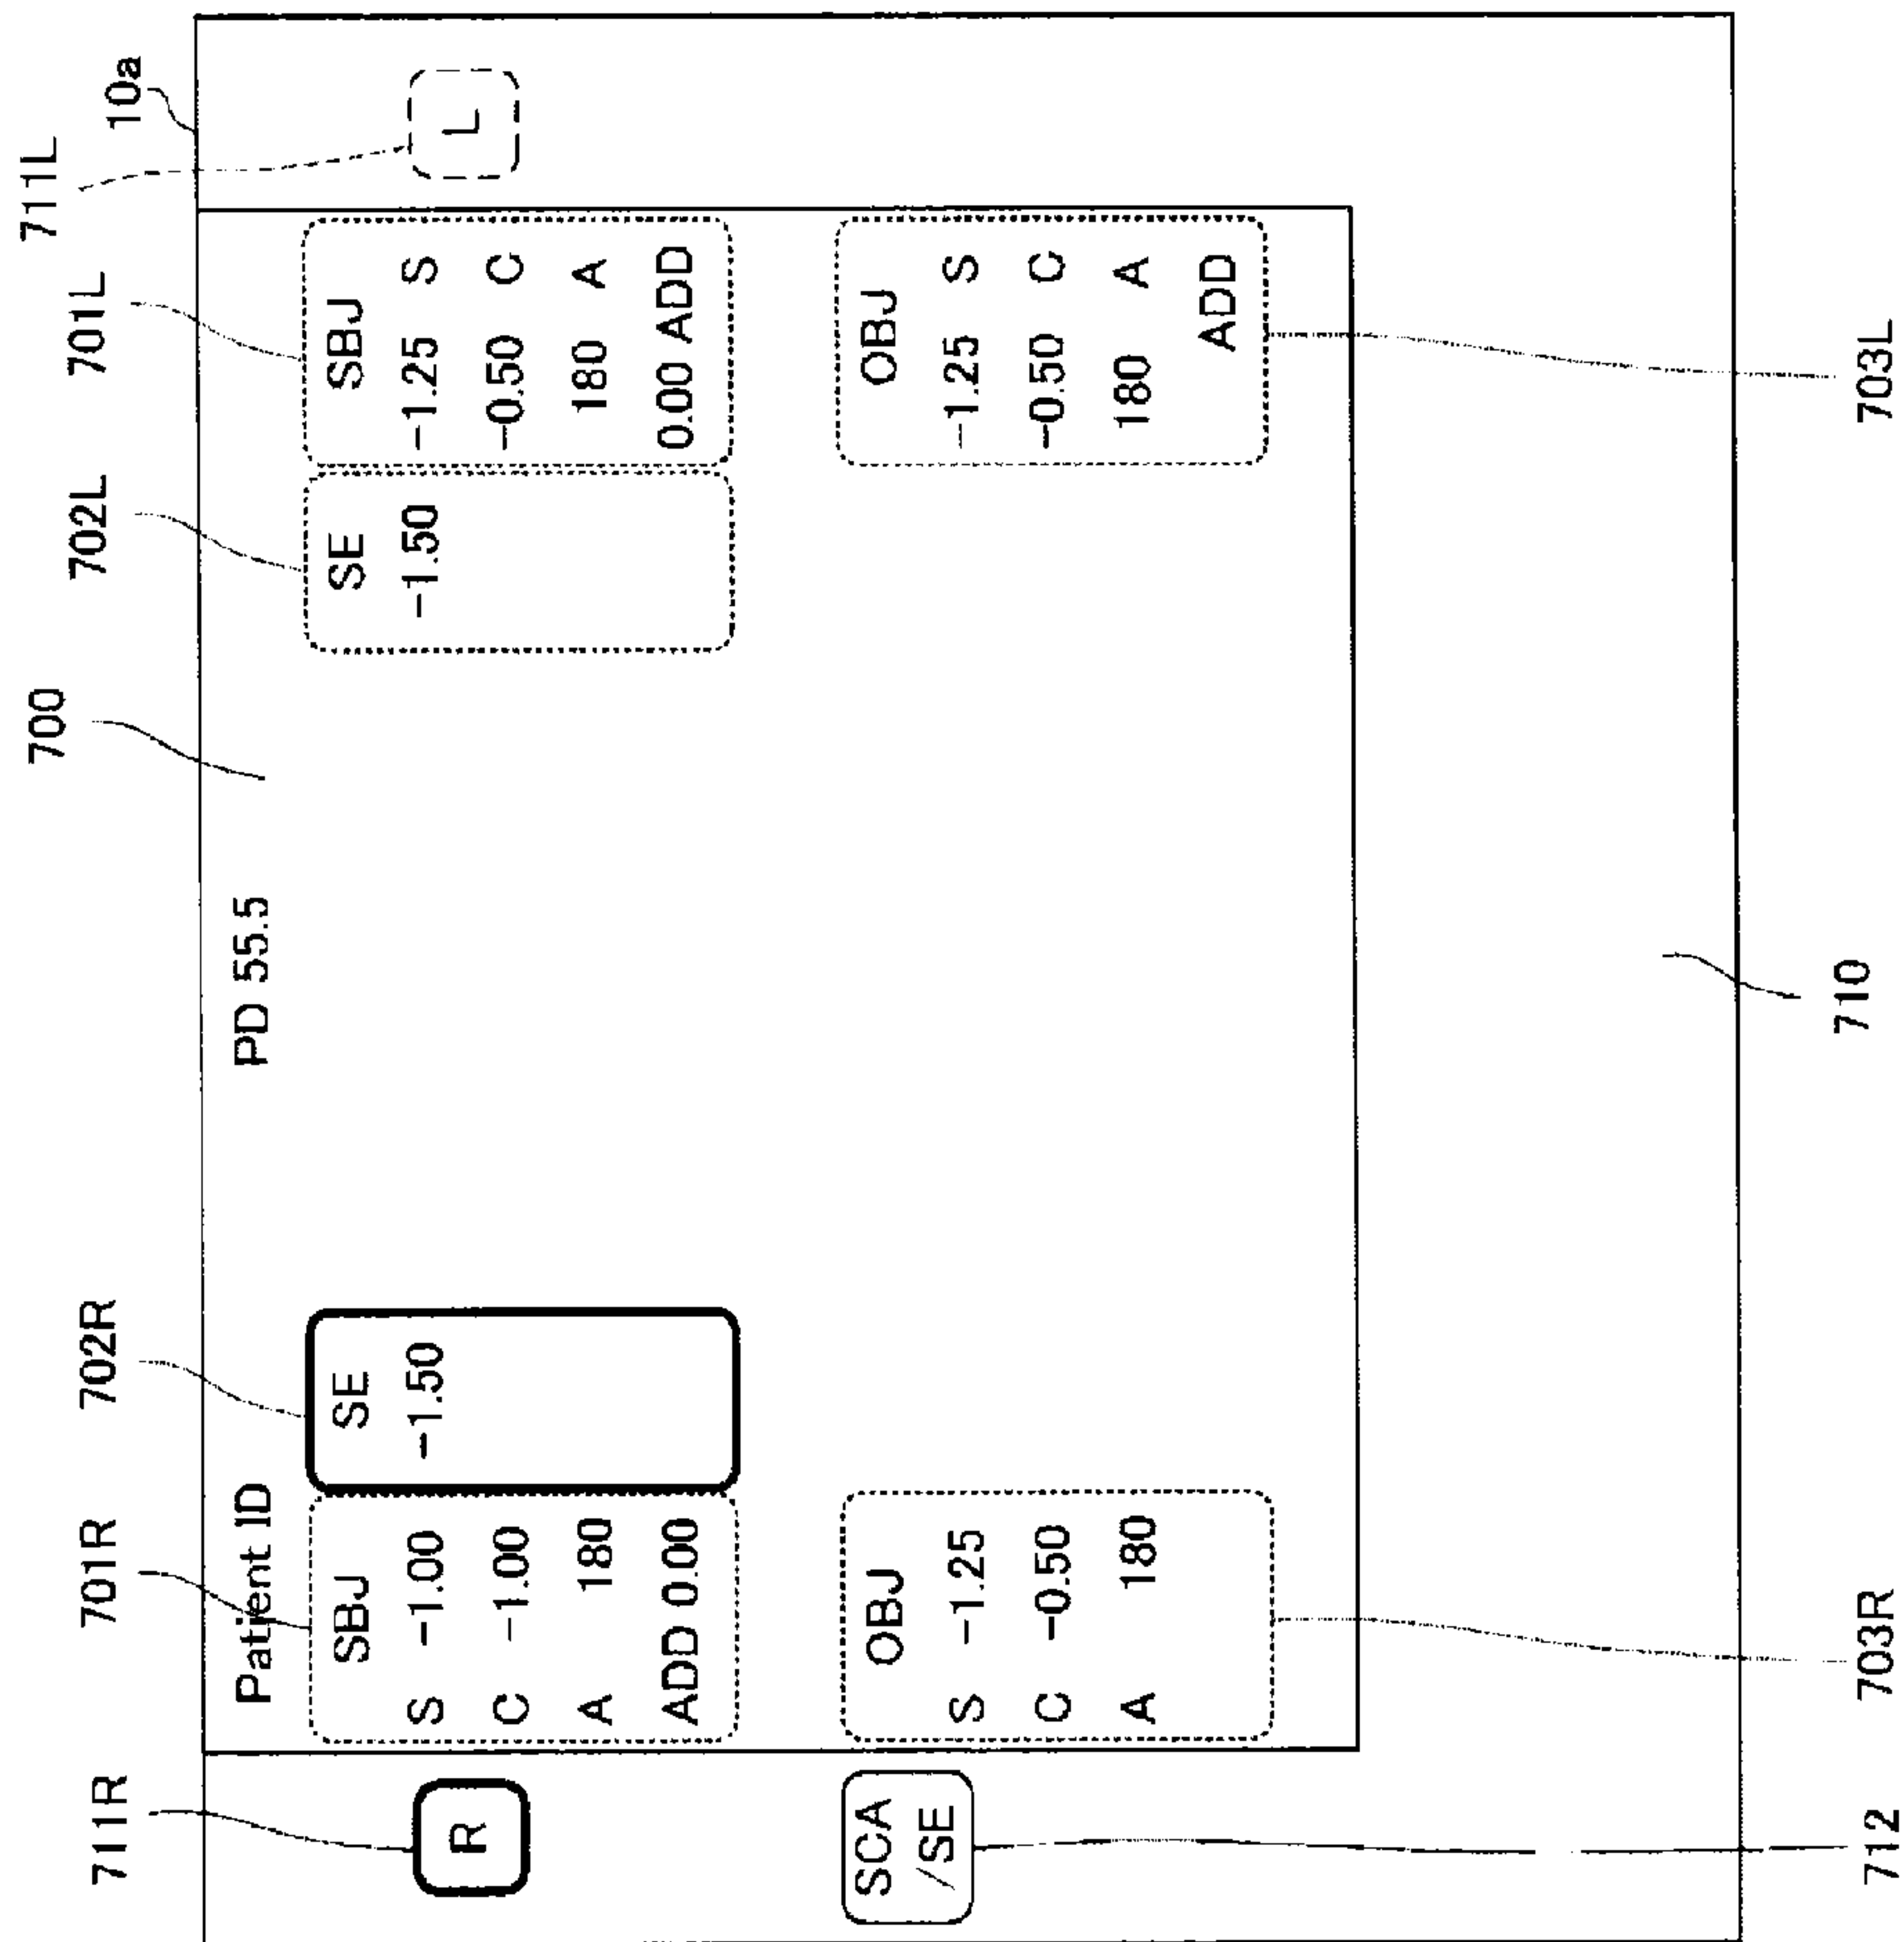 711R
701R
702R
700
702L
701L
711L
10a
Patient ID
PD 55.5
R
SBJ
S -1.00
C -1.00
A 180
ADD 0.00
SE
-1.50
SE
-1.50
SBJ
-1.25 S
-0.50 C
180 A
0.00 ADD
L
SCA
/SE
OBJ
S -1.25
C -0.50
A 180
OBJ
-1.25 S
-0.50 C
180 A
ADD
712
703R
710
703L